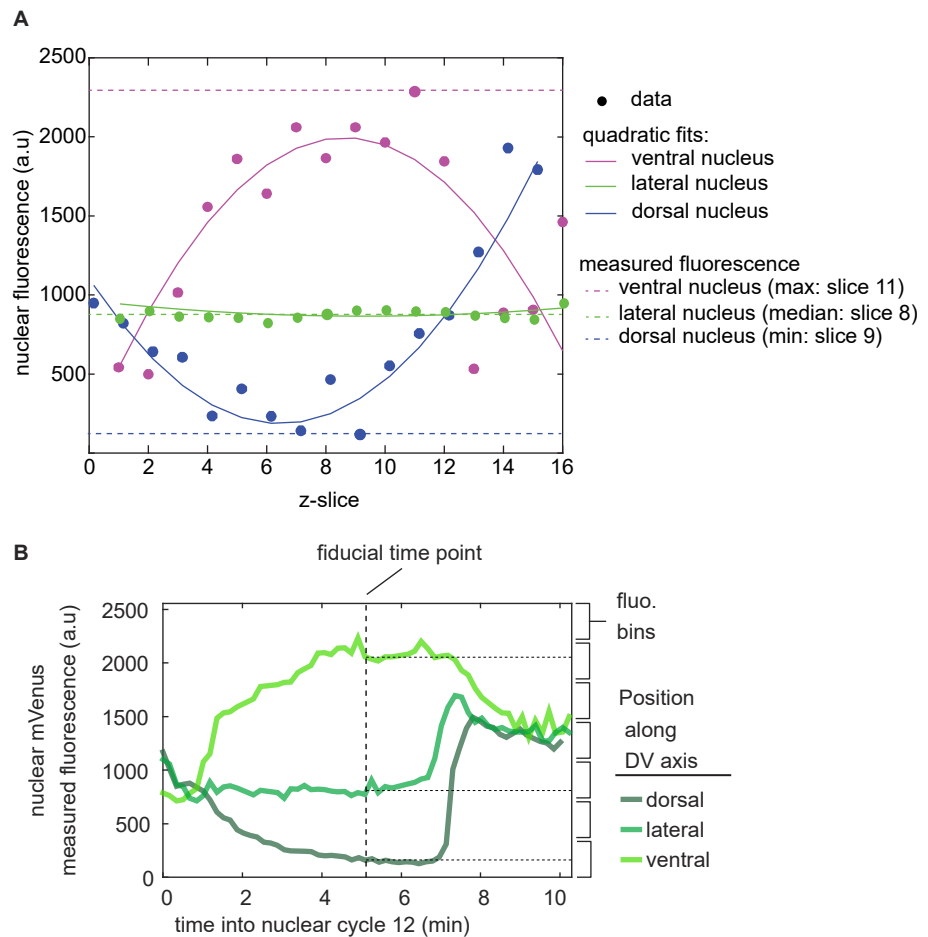 A
2500
2000
1500
1000
500
nuclear fluorescence (a.u)
0 2 4 6 8 10 12 14 16
z-slice
data
quadratic fits:
ventral nucleus
lateral nucleus
dorsal nucleus
measured fluorescence
ventral nucleus (max: slice 11)
lateral nucleus (median: slice 8)
dorsal nucleus (min: slice 9)
B
fiducial time point
2500
2000
1500
1000
500
0
nuclear mVenus
measured fluorescence (a.u)
0 2 4 6 8 10
time into nuclear cycle 12 (min)
fluo.
bins
Position
along
DV axis
dorsal
lateral
ventral